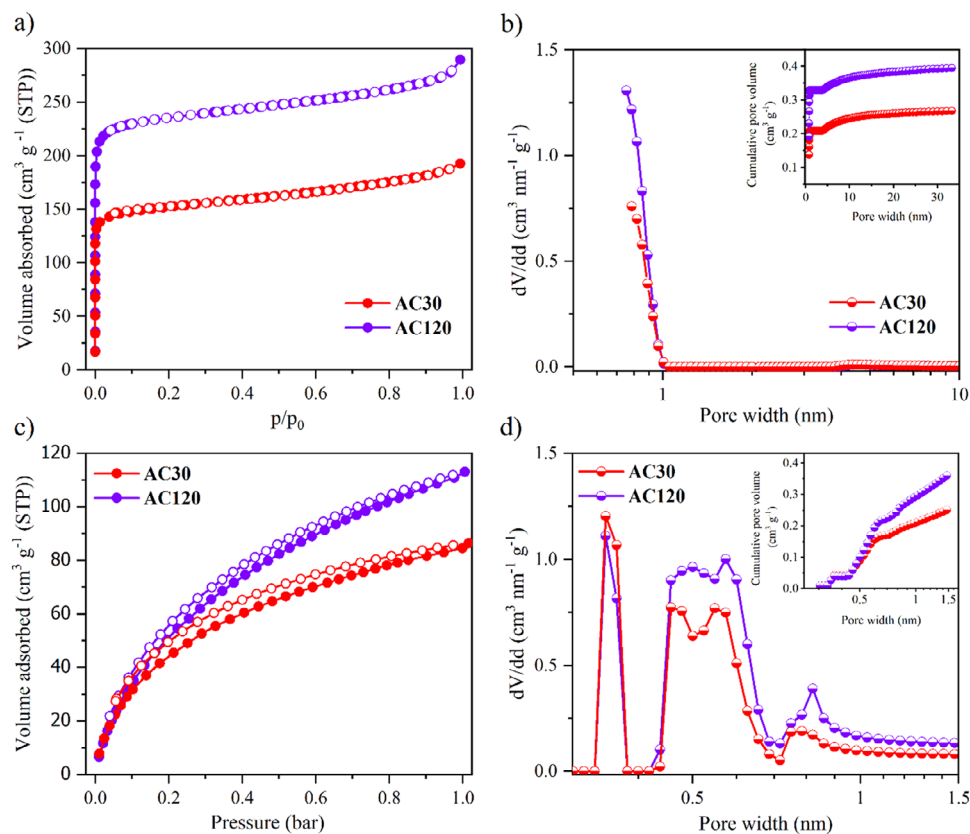 a)
Volume absorbed (cm³ g⁻¹ (STP))
300
250
200
150
100
50
0
AC30
AC120
0.0 0.2 0.4 0.6 0.8 1.0
p/p₀
b)
dV/dd (cm³ nm⁻¹ g⁻¹)
1.5
1.0
0.5
0.0
Cumulative pore volume
(cm³ g⁻¹)
0.4
0.3
0.2
0.1
0 10 20 30
Pore width (nm)
AC30
AC120
1 10
Pore width (nm)
c)
Volume adsorbed (cm³ g⁻¹ (STP))
120
100
80
60
40
20
0
AC30
AC120
0.0 0.2 0.4 0.6 0.8 1.0
Pressure (bar)
d)
dV/dd (cm³ nm⁻¹ g⁻¹)
1.5
1.0
0.5
0.0
AC30
AC120
Cumulative pore volume
(cm³ g⁻¹)
0.4
0.3
0.2
0.1
0.0
0.5 1 1.5
Pore width (nm)
0.5 1 1.5
Pore width (nm)